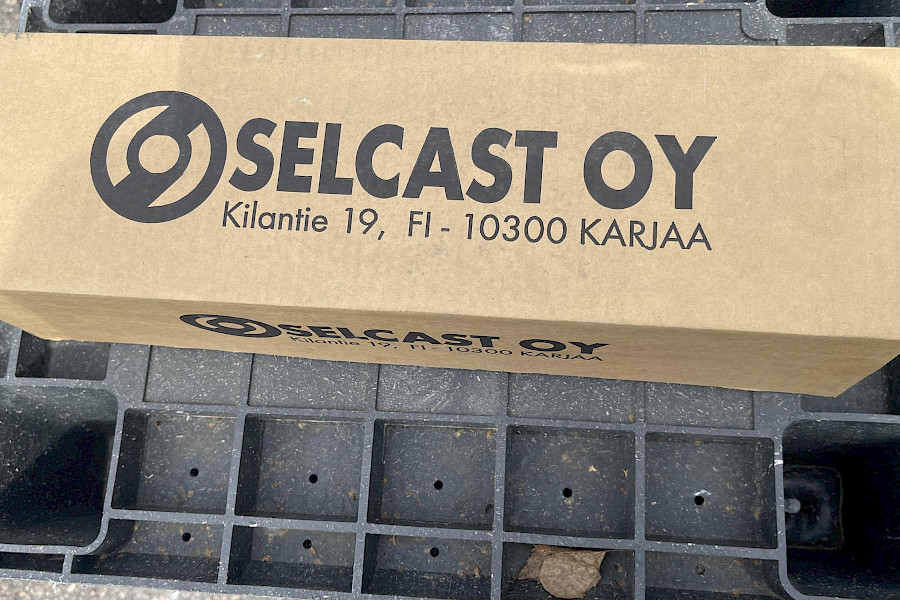 SELCAST OY
Kilantie 19, FI - 10300 KARJAA
SELCAST OY
Kilantie 19, FI - 10300 KARJAA